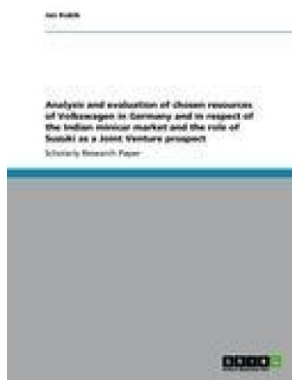 Jan Kubik
Analysis and evaluation of chosen resources
of Volkswagen in Germany and in respect of
the Indian minicar market and the role of
Suzuki as a Joint Venture prospect
Scholarly Research Paper
GRIN